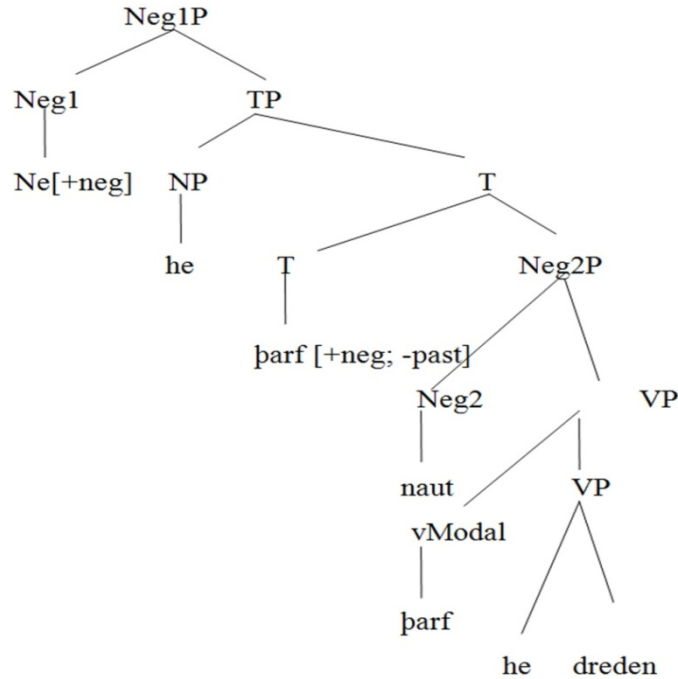 Neg1P
Neg1 TP
Ne[+neg] NP T
he T Neg2P
þarf [+neg; -past]
Neg2 VP
naut VP
vModal
þarf
he dreden